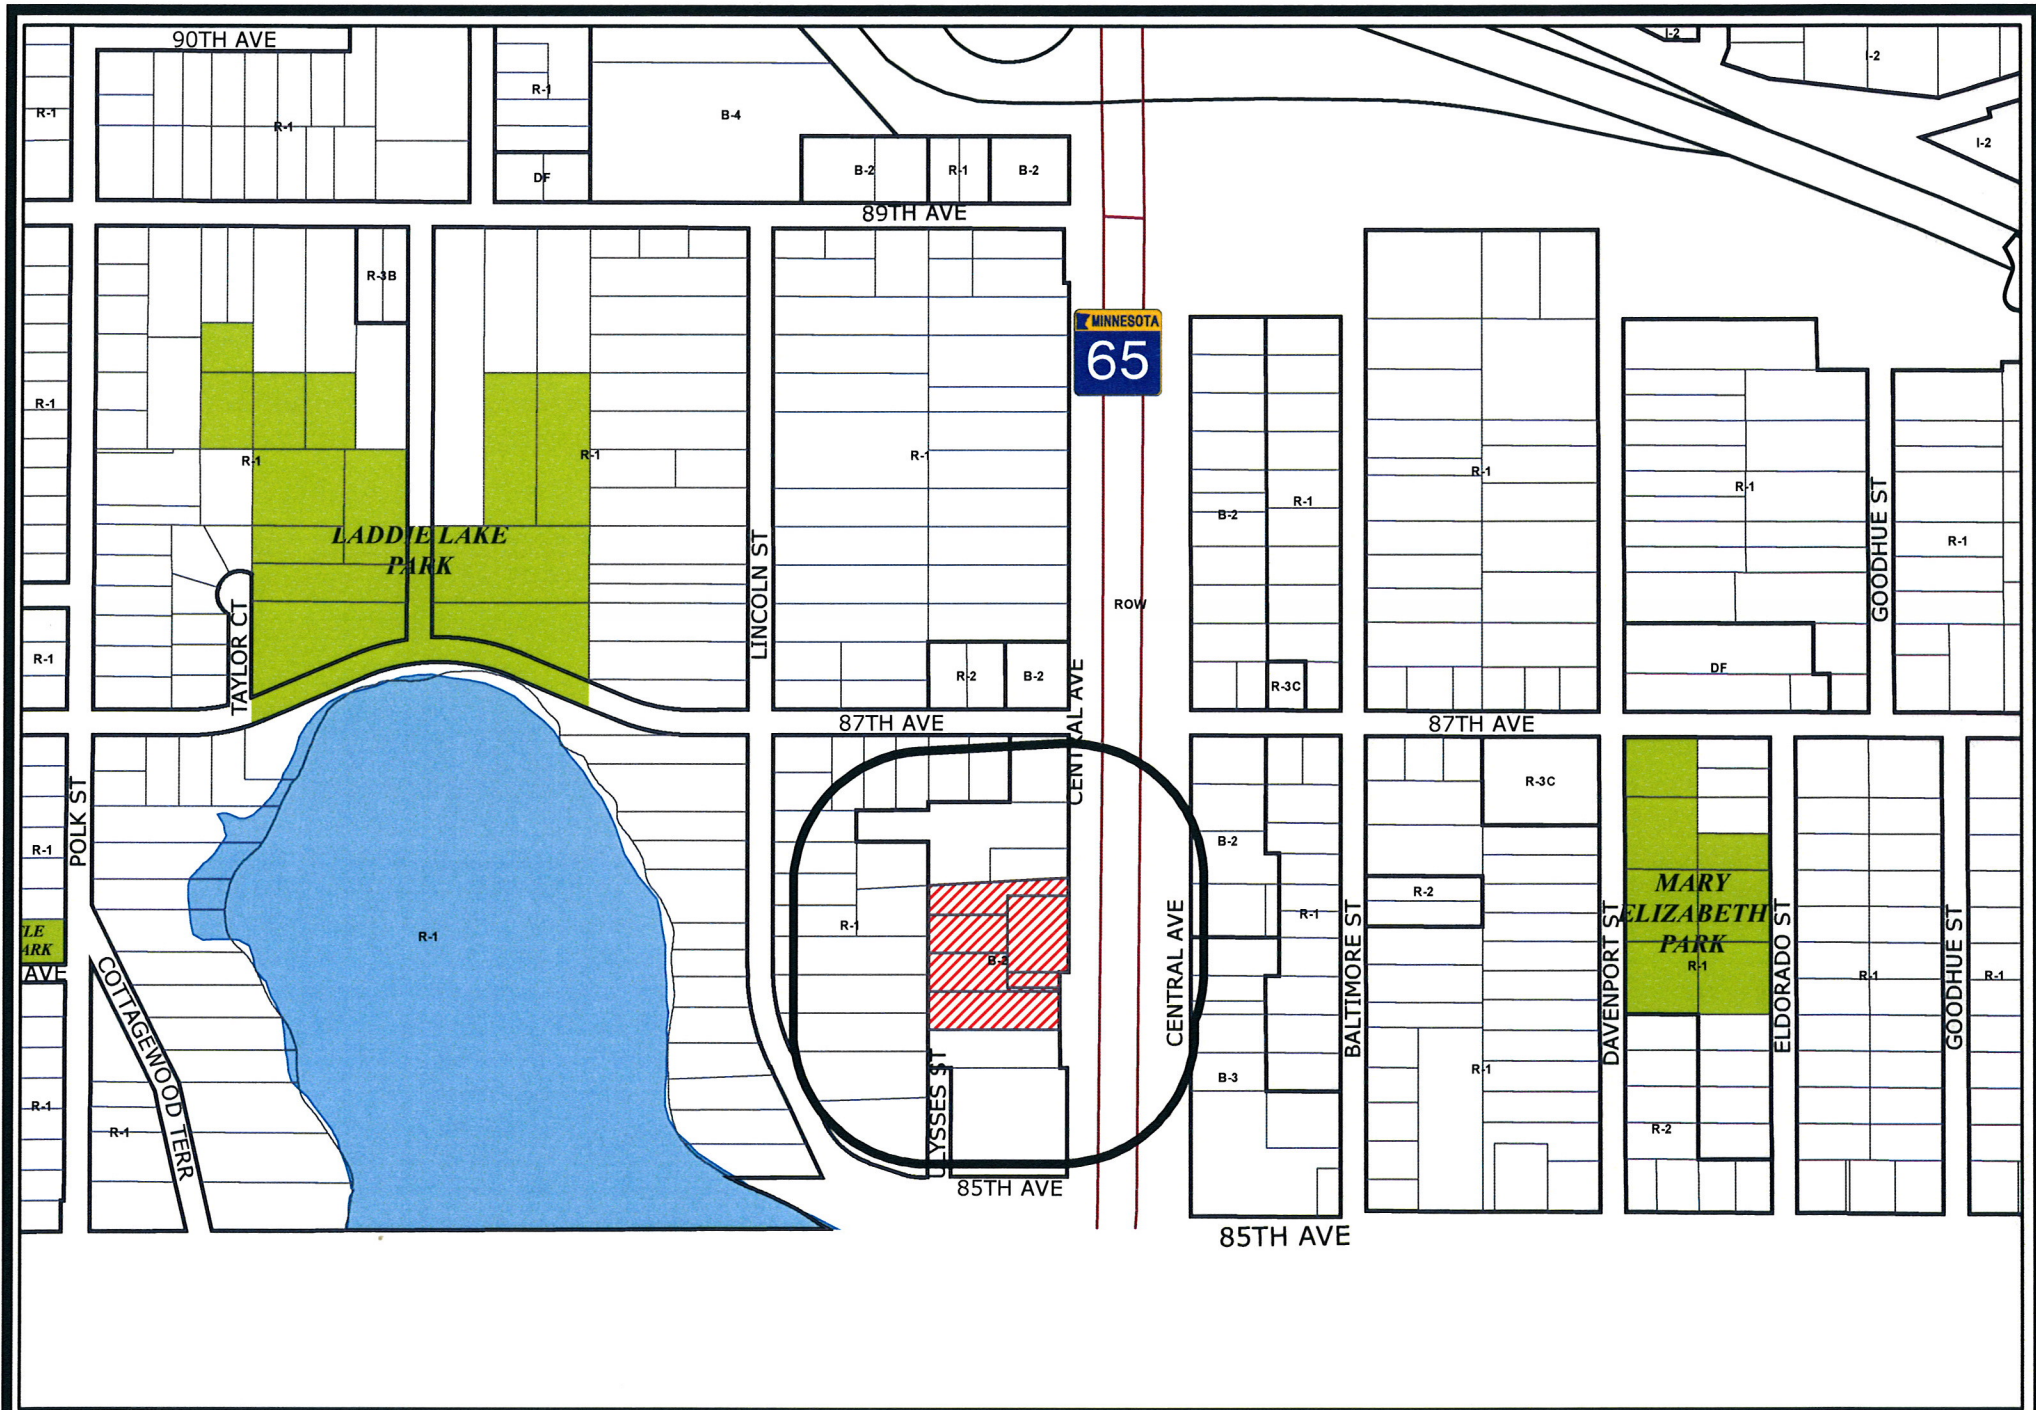 90TH AVE
R-1
R-1
R-1
DF
B-4
B-2
R-1
B-2
I-2
I-2
I-2
89TH AVE
R-3B
MINNESOTA
65
R-1
R-1
R-1
R-1
LADDIE LAKE
PARK
B-2
R-1
R-1
R-1
GOODHUE ST
R-1
LINCOLN ST
ROW
TAYLOR CT
R-1
R-2
B-2
R-3C
DF
CENTRAL AVE
87TH AVE
87TH AVE
POLK ST
R-1
R-3C
B-2
R-2
MARY
ELIZABETH
PARK
R-1
LE
ARK
AVE
R-1
R-1
R-1
CENTRAL AVE
BALTIMORE ST
DAVENPORT ST
ELDORADO ST
R-1
GOODHUE ST
R-1
COTTAGEWOOD TERR
R-1
R-1
B-3
R-1
R-2
85TH AVE
85TH AVE